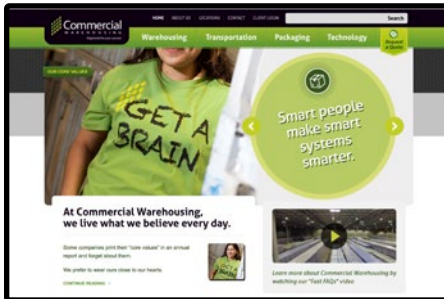 HOME ABOUT US LOCATIONS CONTACT CLIENT LOGIN Search
Commercial
WAREHOUSING
Warehousing Transportation Packaging Technology
Request
a Quote
OUR CORE VALUES
GET A
BRAIN
Smart people
make smart
systems
smarter.
At Commercial Warehousing,
we live what we believe every day.
Some companies print their "core values" in an annual
report and forget about them.
We prefer to wear ours close to our hearts.
CONTINUE READING
Learn more about Commercial Warehousing by
watching our "Fast FAQs" video